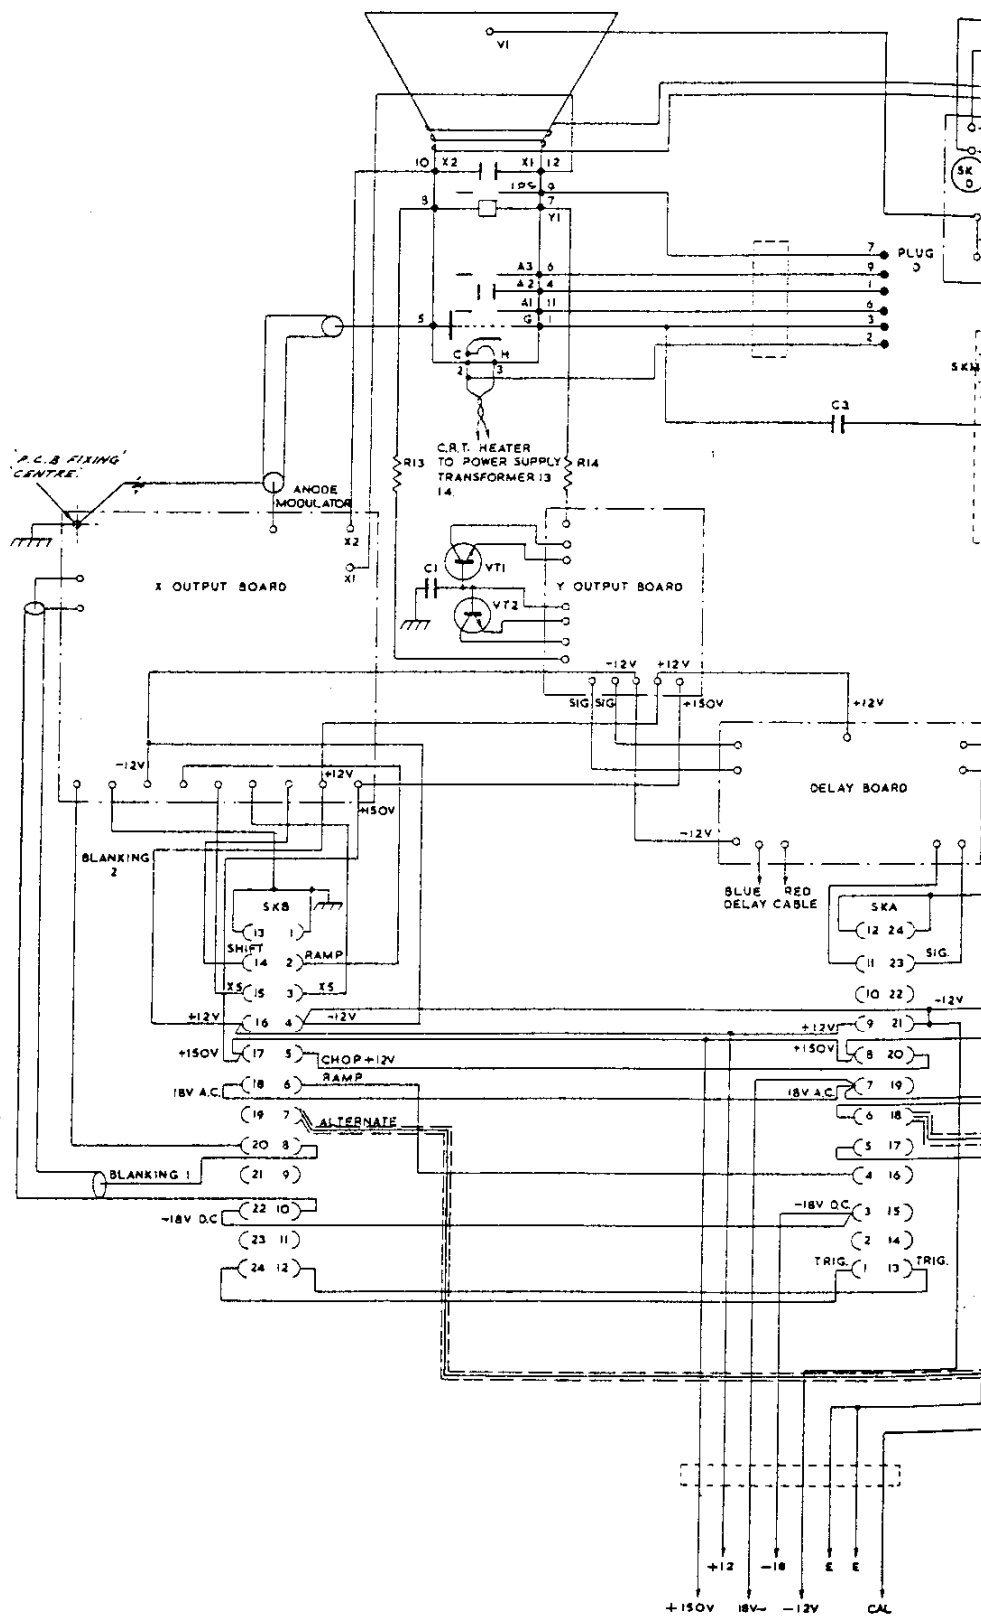 V1
10 X2 X1 12
SK
D
IPS 9
8 7
Y1
7 PLUG
D
A3 6 9
A2 4 1
A1 11 6
5 G 1 3
2
C H
2 3
SKM
C3
'P.C.B FIXING'
CENTRE.
C.R.T. HEATER
TO POWER SUPPLY
TRANSFORMER 13
14.
R13 R14
ANODE
MODULATOR
X2
X1
X OUTPUT BOARD
C1 VT1
VT2
Y OUTPUT BOARD
-12V +12V
SIG SIG +150V
+12V
-12V +12V
+150V
DELAY BOARD
-12V
BLANKING
2
BLUE RED
DELAY CABLE
SKB
SKA
13 1
12 24
SHIFT
14 2 RAMP
11 23 SIG.
XS 15 3 XS
10 22
+12V 16 4 -12V
+12V 9 21 -12V
+150V 17 5 CHOP +12V
+150V 8 20
18V A.C. 18 6 RAMP
18V A.C. 7 19
19 7 ALTERNATE
6 18
20 8
5 17
BLANKING 1 21 9
4 16
-18V D.C 22 10
-18V D.C. 3 15
23 11
2 14
24 12
TRIG. 1 13 TRIG.
+12 -18 E E
+150V 18V~ -12V CAL